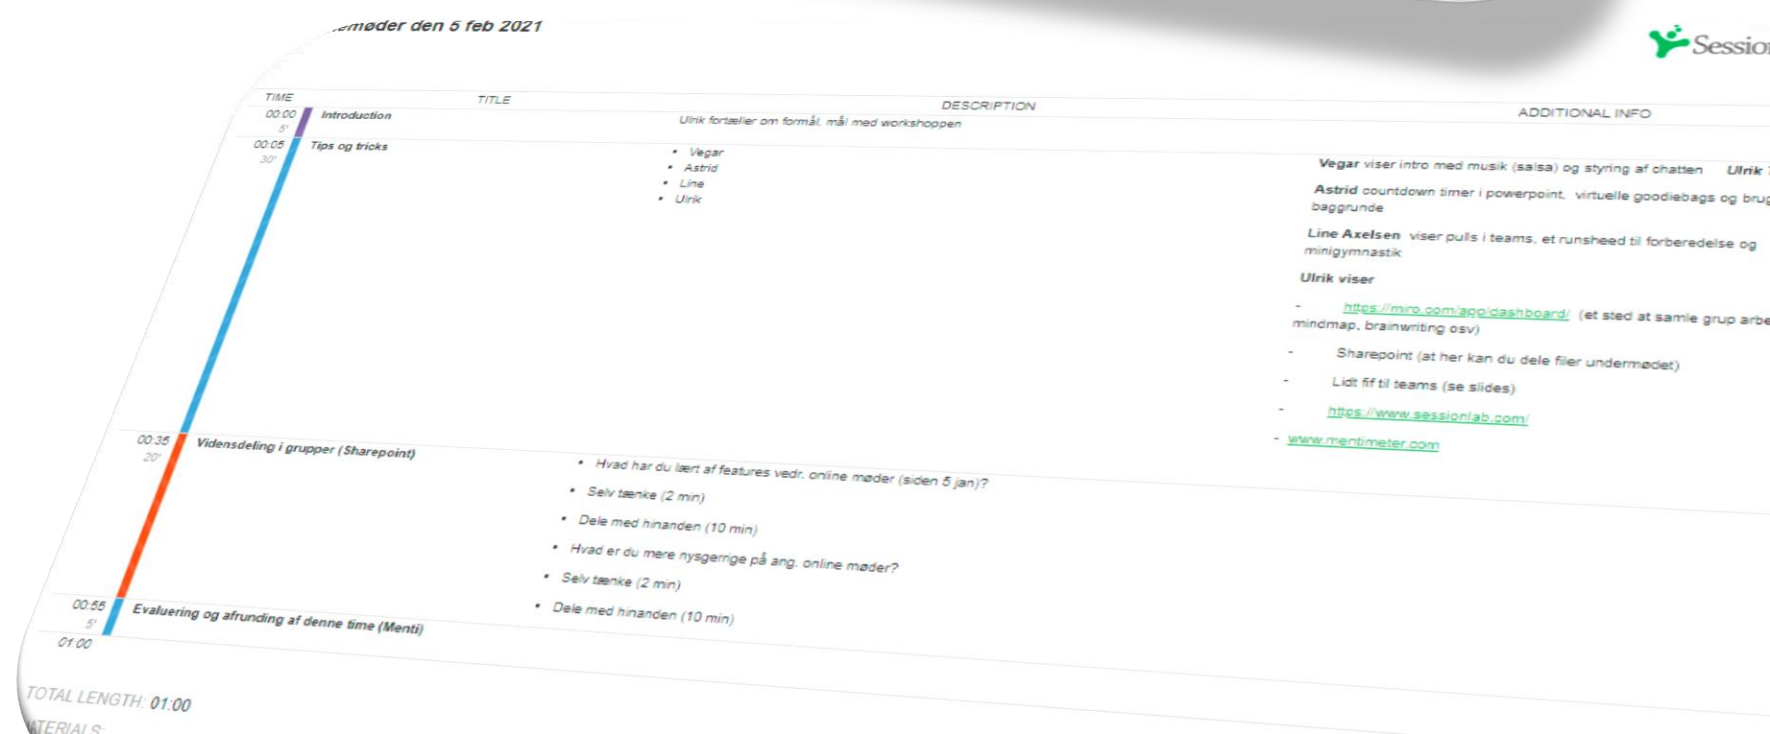 den 5 feb 2021
TIME TITLE DESCRIPTION ADDITIONAL INFO
00:00 Introduction Ulrik fortæller om formål, mål med workshoppen
5'
00:05 Tips og tricks
30'
• Vegar
• Astrid
• Line
• Ulrik
Vegar viser intro med musik (salsa) og styring af chatten Ulrik
Astrid countdown timer i powerpoint, virtuelle goodiebags og
baggrunde
Line Axelsen viser pulls i teams, et runsheed til forberedelse og
minigymnastik
Ulrik viser
- https://miro.com/app/dashboard/ (et sted at samle grup
mindmap, brainwriting osv)
- Sharepoint (at her kan du dele filer undermødet)
- Lidt fif til teams (se slides)
- https://www.sessionlab.com/
- www.mentimeter.com
00:35 Vidensdeling i grupper (Sharepoint)
20'
• Hvad har du lært af features vedr. online møder (siden 5 jan)?
• Selv tænke (2 min)
• Dele med hinanden (10 min)
• Hvad er du mere nysgerrige på ang. online møder?
• Selv tænke (2 min)
• Dele med hinanden (10 min)
00:55 Evaluering og afrunding af denne time (Menti)
5'
01:00
TOTAL LENGTH: 01:00